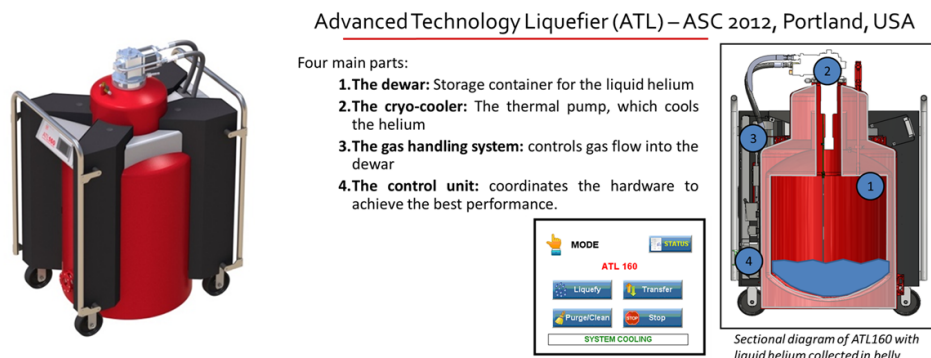 Advanced Technology Liquefier (ATL) – ASC 2012, Portland, USA
Four main parts:
1.The dewar: Storage container for the liquid helium
2.The cryo-cooler: The thermal pump, which cools
the helium
3.The gas handling system: controls gas flow into the
dewar
4.The control unit: coordinates the hardware to
achieve the best performance.
ATL160
MODE
STATUS
ATL 160
Liquefy
Transfer
Purge/Clean
STOP
Stop
SYSTEM COOLING
2
3
1
4
Sectional diagram of ATL160 with
liquid helium collected in belly